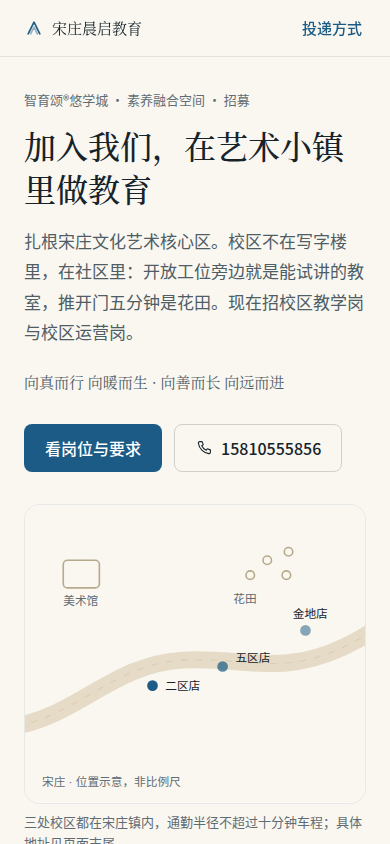 宋庄晨启教育
投递方式
智育颂®悠学城 · 素养融合空间 · 招募
加入我们，在艺术小镇
里做教育
扎根宋庄文化艺术核心区。校区不在写字楼
里，在社区里：开放工位旁边就是能试讲的教
室，推开门五分钟是花田。现在招校区教学岗
与校区运营岗。
向真而行 向暖而生 · 向善而长 向远而进
看岗位与要求
15810555856
美术馆
花田
金地店
五区店
二区店
宋庄 · 位置示意，非比例尺
三处校区都在宋庄镇内，通勤半径不超过十分钟车程；具体
地址见页面末尾。